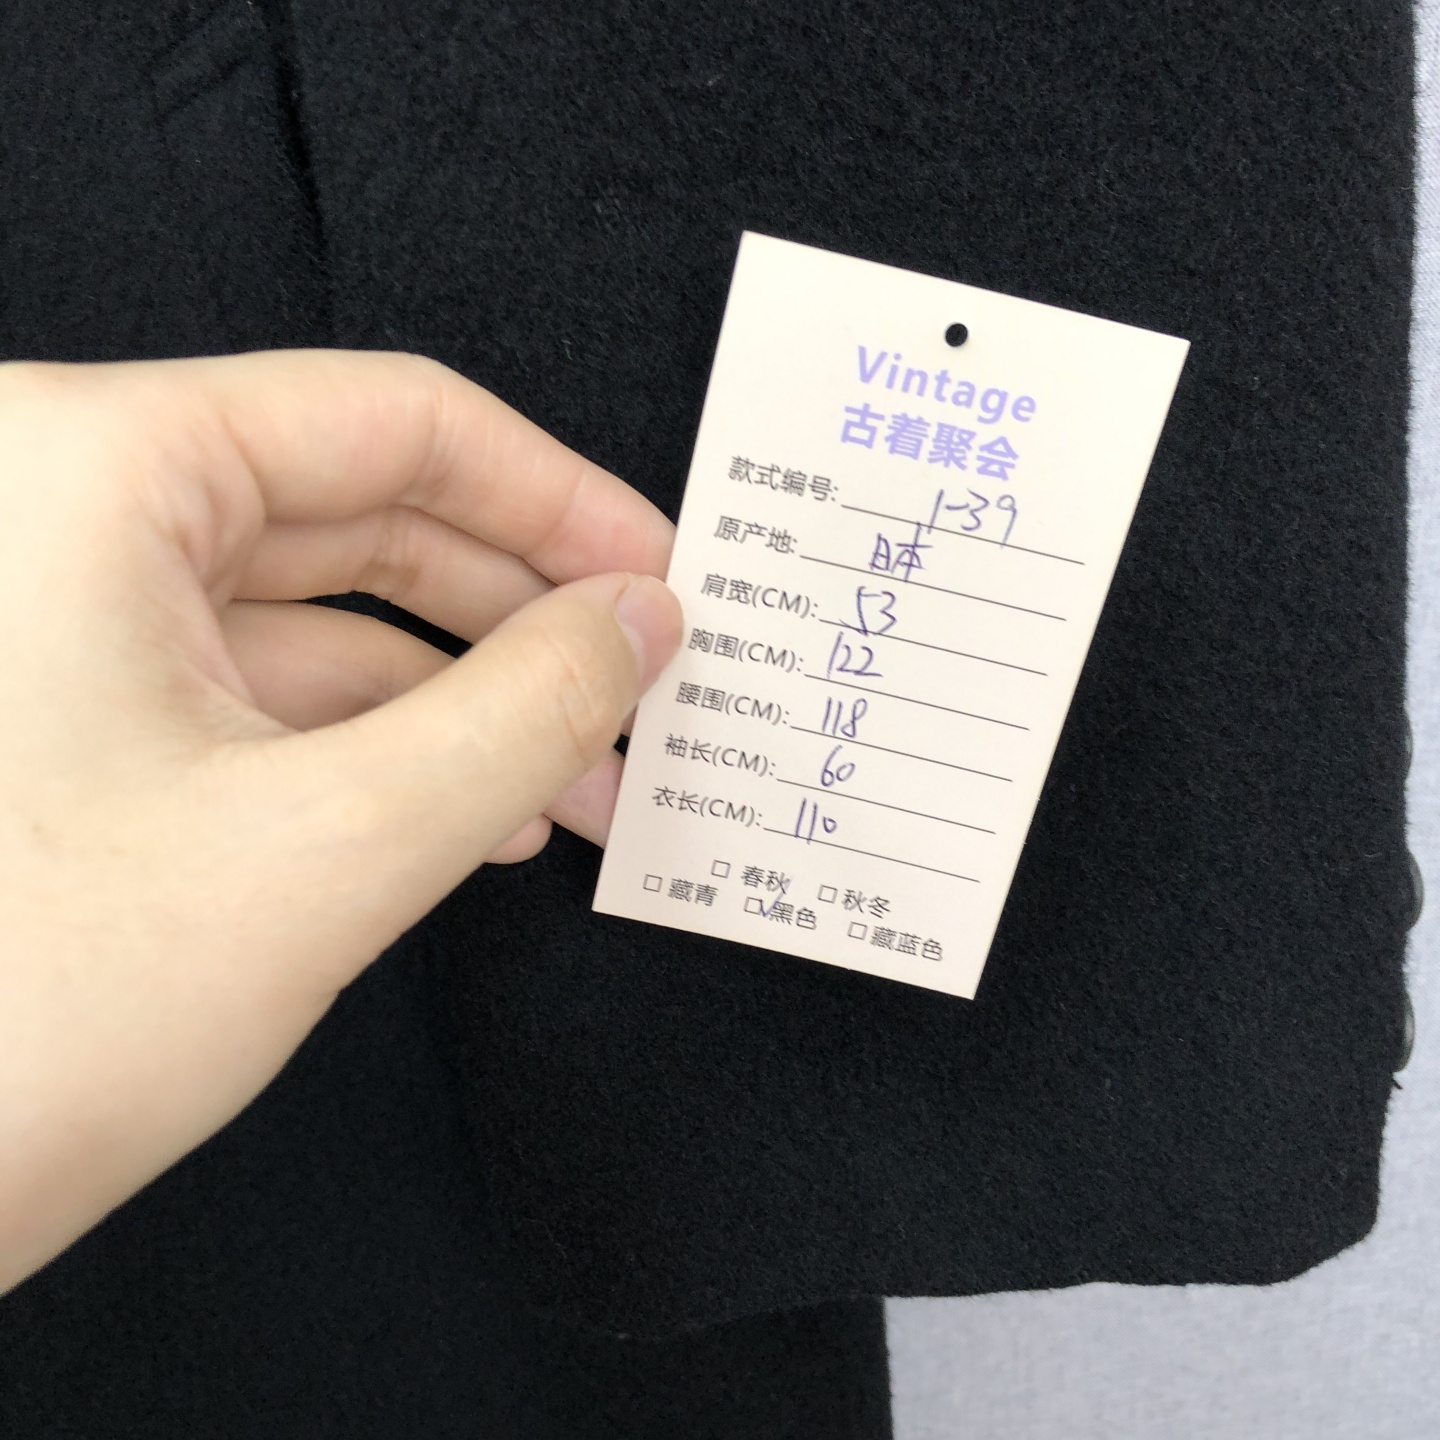 Vintage
古着聚会
款式编号: 1-39
原产地: 日本
肩宽(CM): 53
胸围(CM): 122
腰围(CM): 118
袖长(CM): 60
衣长(CM): 110
□ 春秋 □ 秋冬
□ 藏青 ☑ 黑色 □ 藏蓝色